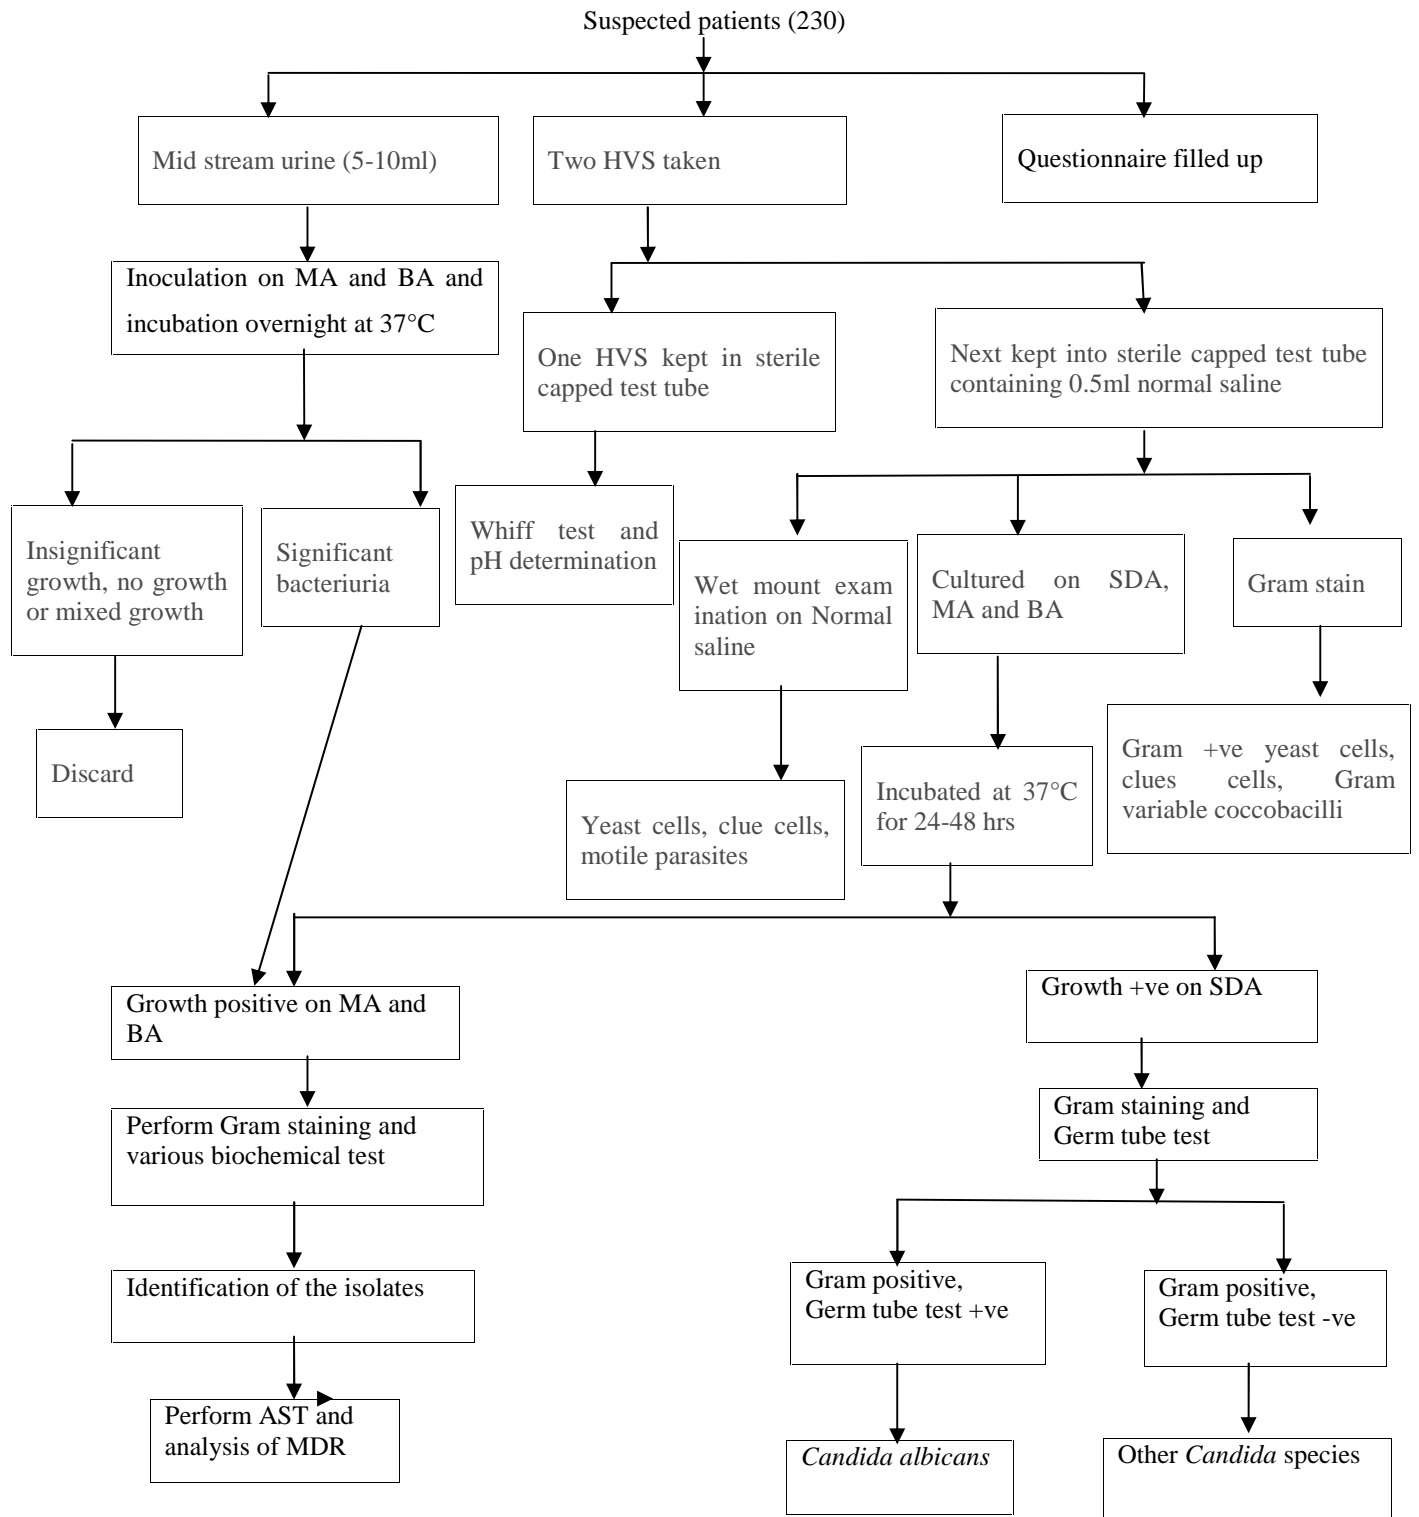 Suspected patients (230)
Mid stream urine (5-10ml)
Two HVS taken
Questionnaire filled up
Inoculation on MA and BA and
incubation overnight at 37°C
One HVS kept in sterile
capped test tube
Next kept into sterile capped test tube
containing 0.5ml normal saline
Insignificant
growth, no growth
or mixed growth
Significant
bacteriuria
Whiff test and
pH determination
Wet mount exam
ination on Normal
saline
Cultured on SDA,
MA and BA
Gram stain
Discard
Yeast cells, clue cells,
motile parasites
Incubated at 37°C
for 24-48 hrs
Gram +ve yeast cells,
clues cells, Gram
variable coccobacilli
Growth positive on MA and
BA
Growth +ve on SDA
Perform Gram staining and
various biochemical test
Gram staining and
Germ tube test
Identification of the isolates
Gram positive,
Germ tube test +ve
Gram positive,
Germ tube test -ve
Perform AST and
analysis of MDR
Candida albicans
Other Candida species